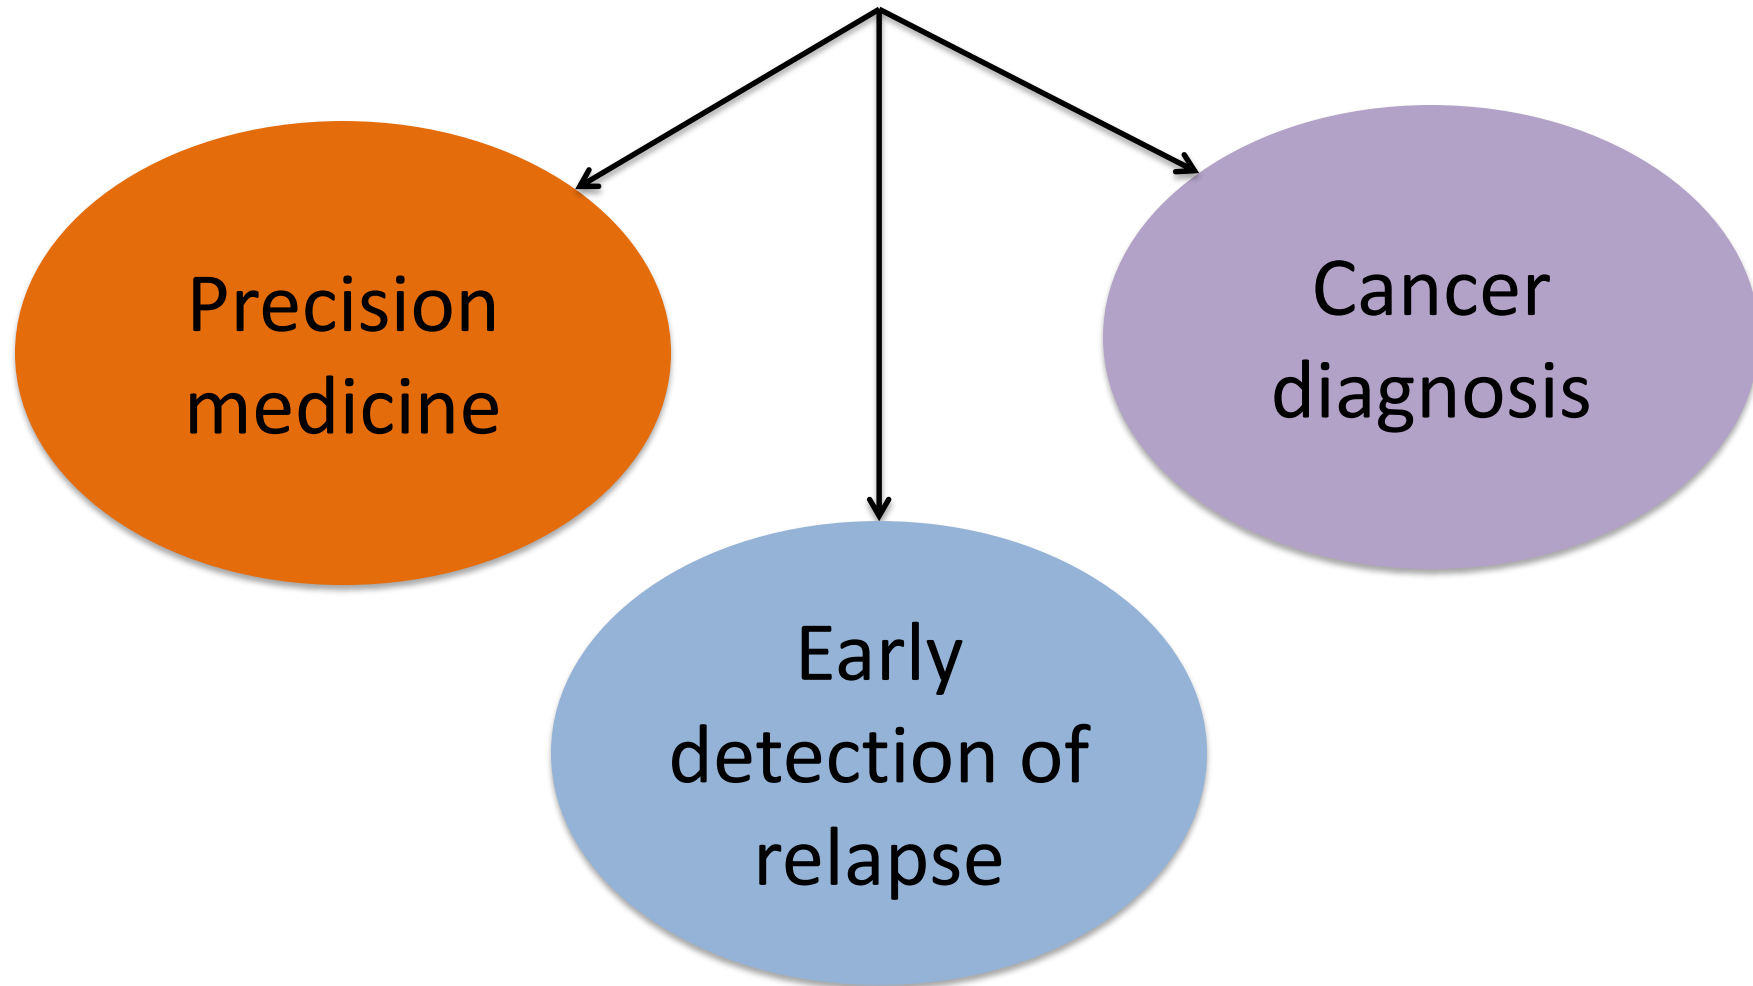 Precision
medicine
Cancer
diagnosis
Early
detection of
relapse